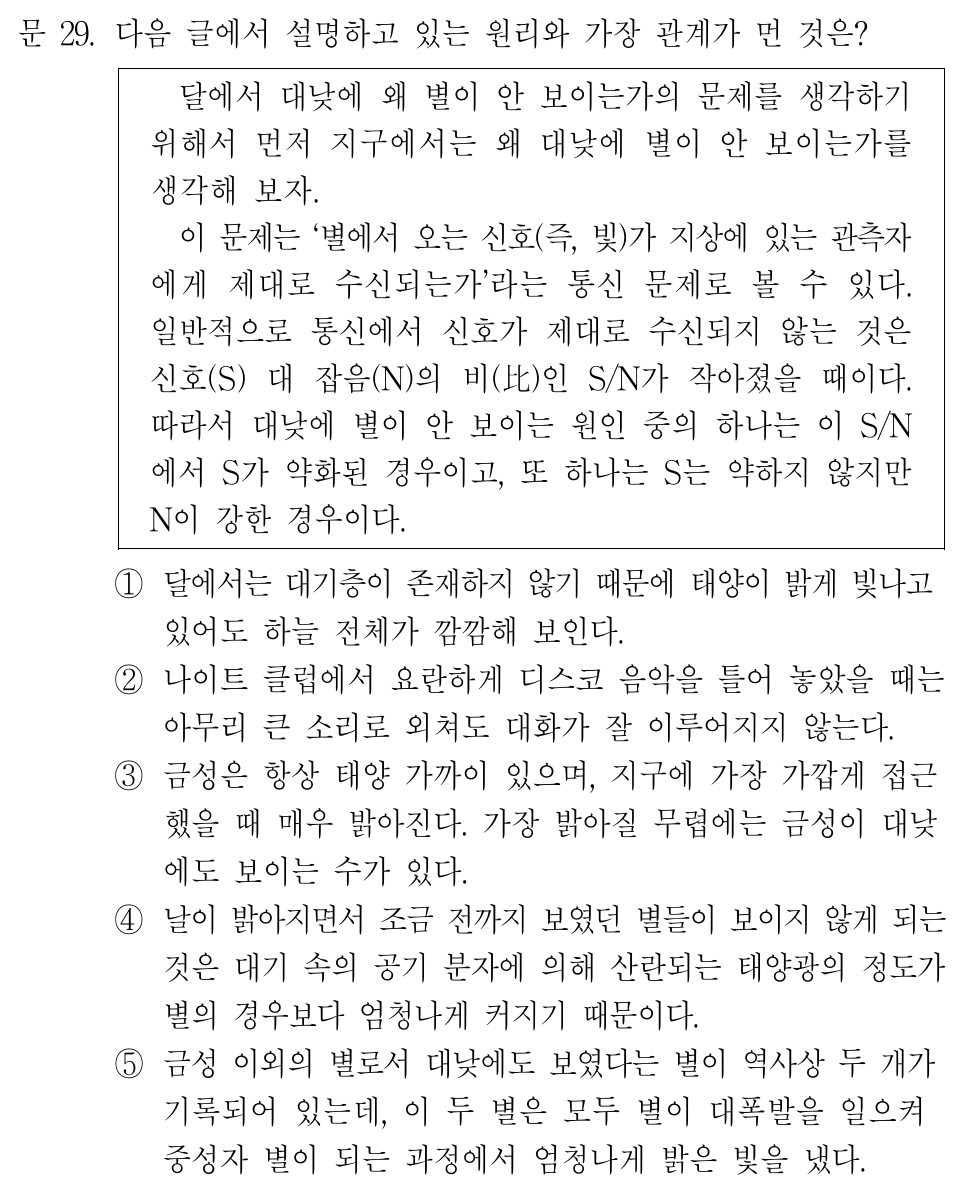 문 29. 다음 글에서 설명하고 있는 원리와 가장 관계가 먼 것은?
달에서 대낮에 왜 별이 안 보이는가의 문제를 생각하기
위해서 먼저 지구에서는 왜 대낮에 별이 안 보이는가를
생각해 보자.
이 문제는 ‘별에서 오는 신호(즉, 빛)가 지상에 있는 관측자
에게 제대로 수신되는가’라는 통신 문제로 볼 수 있다.
일반적으로 통신에서 신호가 제대로 수신되지 않는 것은
신호(S) 대 잡음(N)의 비(比)인 S/N가 작아졌을 때이다.
따라서 대낮에 별이 안 보이는 원인 중의 하나는 이 S/N
에서 S가 약화된 경우이고, 또 하나는 S는 약하지 않지만
N이 강한 경우이다.
① 달에서는 대기층이 존재하지 않기 때문에 태양이 밝게 빛나고
있어도 하늘 전체가 깜깜해 보인다.
② 나이트 클럽에서 요란하게 디스코 음악을 틀어 놓았을 때는
아무리 큰 소리로 외쳐도 대화가 잘 이루어지지 않는다.
③ 금성은 항상 태양 가까이 있으며, 지구에 가장 가깝게 접근
했을 때 매우 밝아진다. 가장 밝아질 무렵에는 금성이 대낮
에도 보이는 수가 있다.
④ 날이 밝아지면서 조금 전까지 보였던 별들이 보이지 않게 되는
것은 대기 속의 공기 분자에 의해 산란되는 태양광의 정도가
별의 경우보다 엄청나게 커지기 때문이다.
⑤ 금성 이외의 별로서 대낮에도 보였다는 별이 역사상 두 개가
기록되어 있는데, 이 두 별은 모두 별이 대폭발을 일으켜
중성자 별이 되는 과정에서 엄청나게 밝은 빛을 냈다.